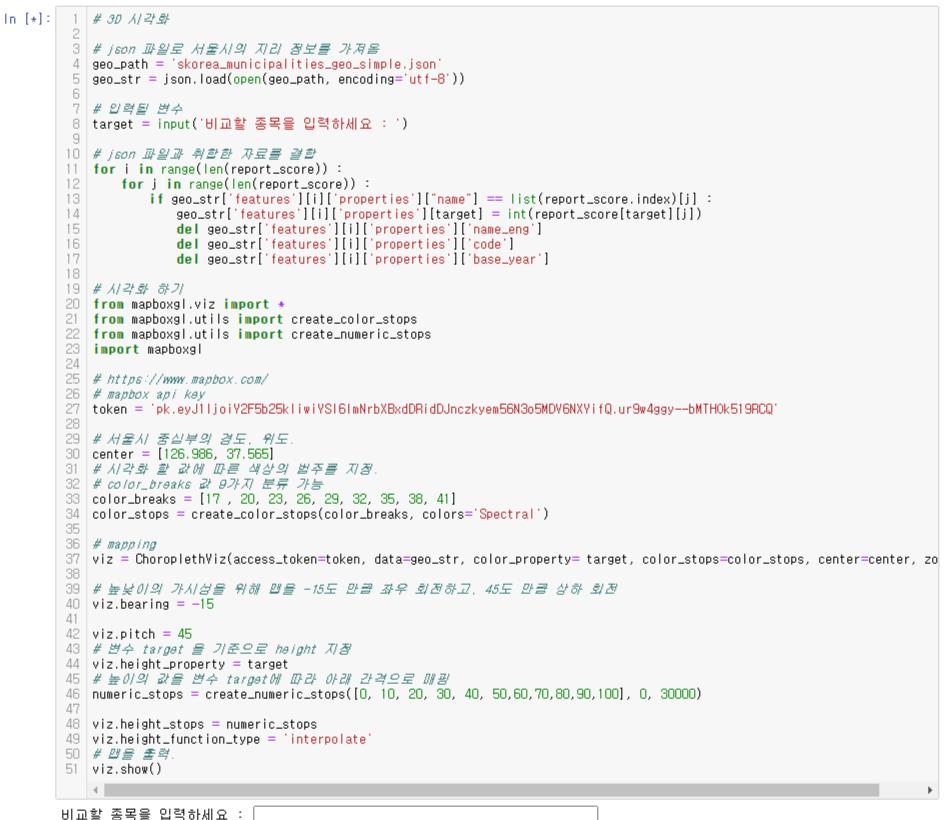 In [*]:
1 # 3D 시각화
2
3 # json 파일로 서울시의 지리 정보를 가져옴
4 geo_path = 'skorea_municipalities_geo_simple.json'
5 geo_str = json.load(open(geo_path, encoding='utf-8'))
6
7 # 입력될 변수
8 target = input('비교할 종목을 입력하세요 : ')
9
10 # json 파일과 취합한 자료를 결합
11 for i in range(len(report_score)) :
12     for j in range(len(report_score)) :
13         if geo_str['features'][i]['properties']["name"] == list(report_score.index)[j] :
14             geo_str['features'][i]['properties'][target] = int(report_score[target][j])
15             del geo_str['features'][i]['properties']['name_eng']
16             del geo_str['features'][i]['properties']['code']
17             del geo_str['features'][i]['properties']['base_year']
18
19 # 시각화 하기
20 from mapboxgl.viz import *
21 from mapboxgl.utils import create_color_stops
22 from mapboxgl.utils import create_numeric_stops
23 import mapboxgl
24
25 # https://www.mapbox.com/
26 # mapbox api key
27 token =
28
29 # 서울시 중심부의 경도, 위도.
30 center = [126.986, 37.565]
31 # 시각화 할 값에 따른 색상의 범주를 지정.
32 # color_breaks 값 9가지 분류 가능
33 color_breaks = [17 , 20, 23, 26, 29, 32, 35, 38, 41]
34 color_stops = create_color_stops(color_breaks, colors='Spectral')
35
36 # mapping
37 viz = ChoroplethViz(access_token=token, data=geo_str, color_property= target, color_stops=color_stops, center=center, zo
38
39 # 높낮이의 가시성을 위해 맵을 -15도 만큼 좌우 회전하고, 45도 만큼 상하 회전
40 viz.bearing = -15
41
42 viz.pitch = 45
43 # 변수 target 을 기준으로 height 지정
44 viz.height_property = target
45 # 높이의 값을 변수 target에 따라 아래 간격으로 매핑
46 numeric_stops = create_numeric_stops([0, 10, 20, 30, 40, 50,60,70,80,90,100], 0, 30000)
47
48 viz.height_stops = numeric_stops
49 viz.height_function_type = 'interpolate'
50 # 맵을 출력.
51 viz.show()
비교할 종목을 입력하세요 :